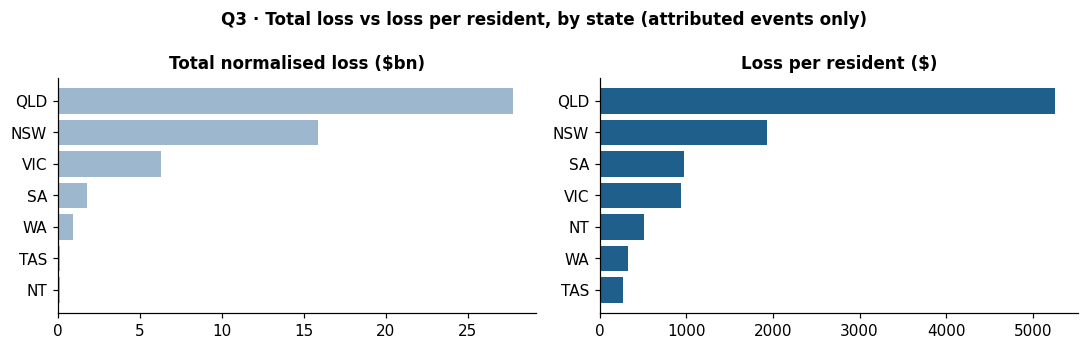 Q3 · Total loss vs loss per resident, by state (attributed events only)
Total normalised loss ($bn)
QLD
NSW
VIC
SA
WA
TAS
NT
0 5 10 15 20 25
Loss per resident ($)
QLD
NSW
SA
VIC
NT
WA
TAS
0 1000 2000 3000 4000 5000